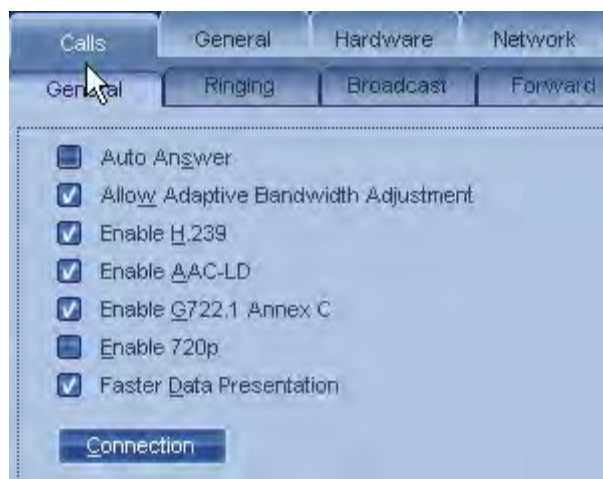 Calls General Hardware Network
General Ringing Broadcast Forward
Auto Answer
Allow Adaptive Bandwidth Adjustment
Enable H.239
Enable AAC-LD
Enable G722.1 Annex C
Enable 720p
Faster Data Presentation
Connection